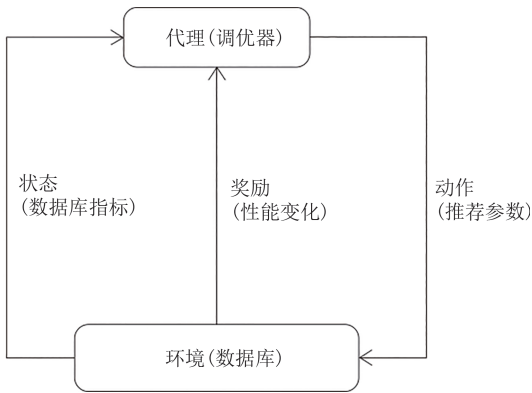 代理(调优器)
状态
(数据库指标)
奖励
(性能变化)
动作
(推荐参数)
环境(数据库)